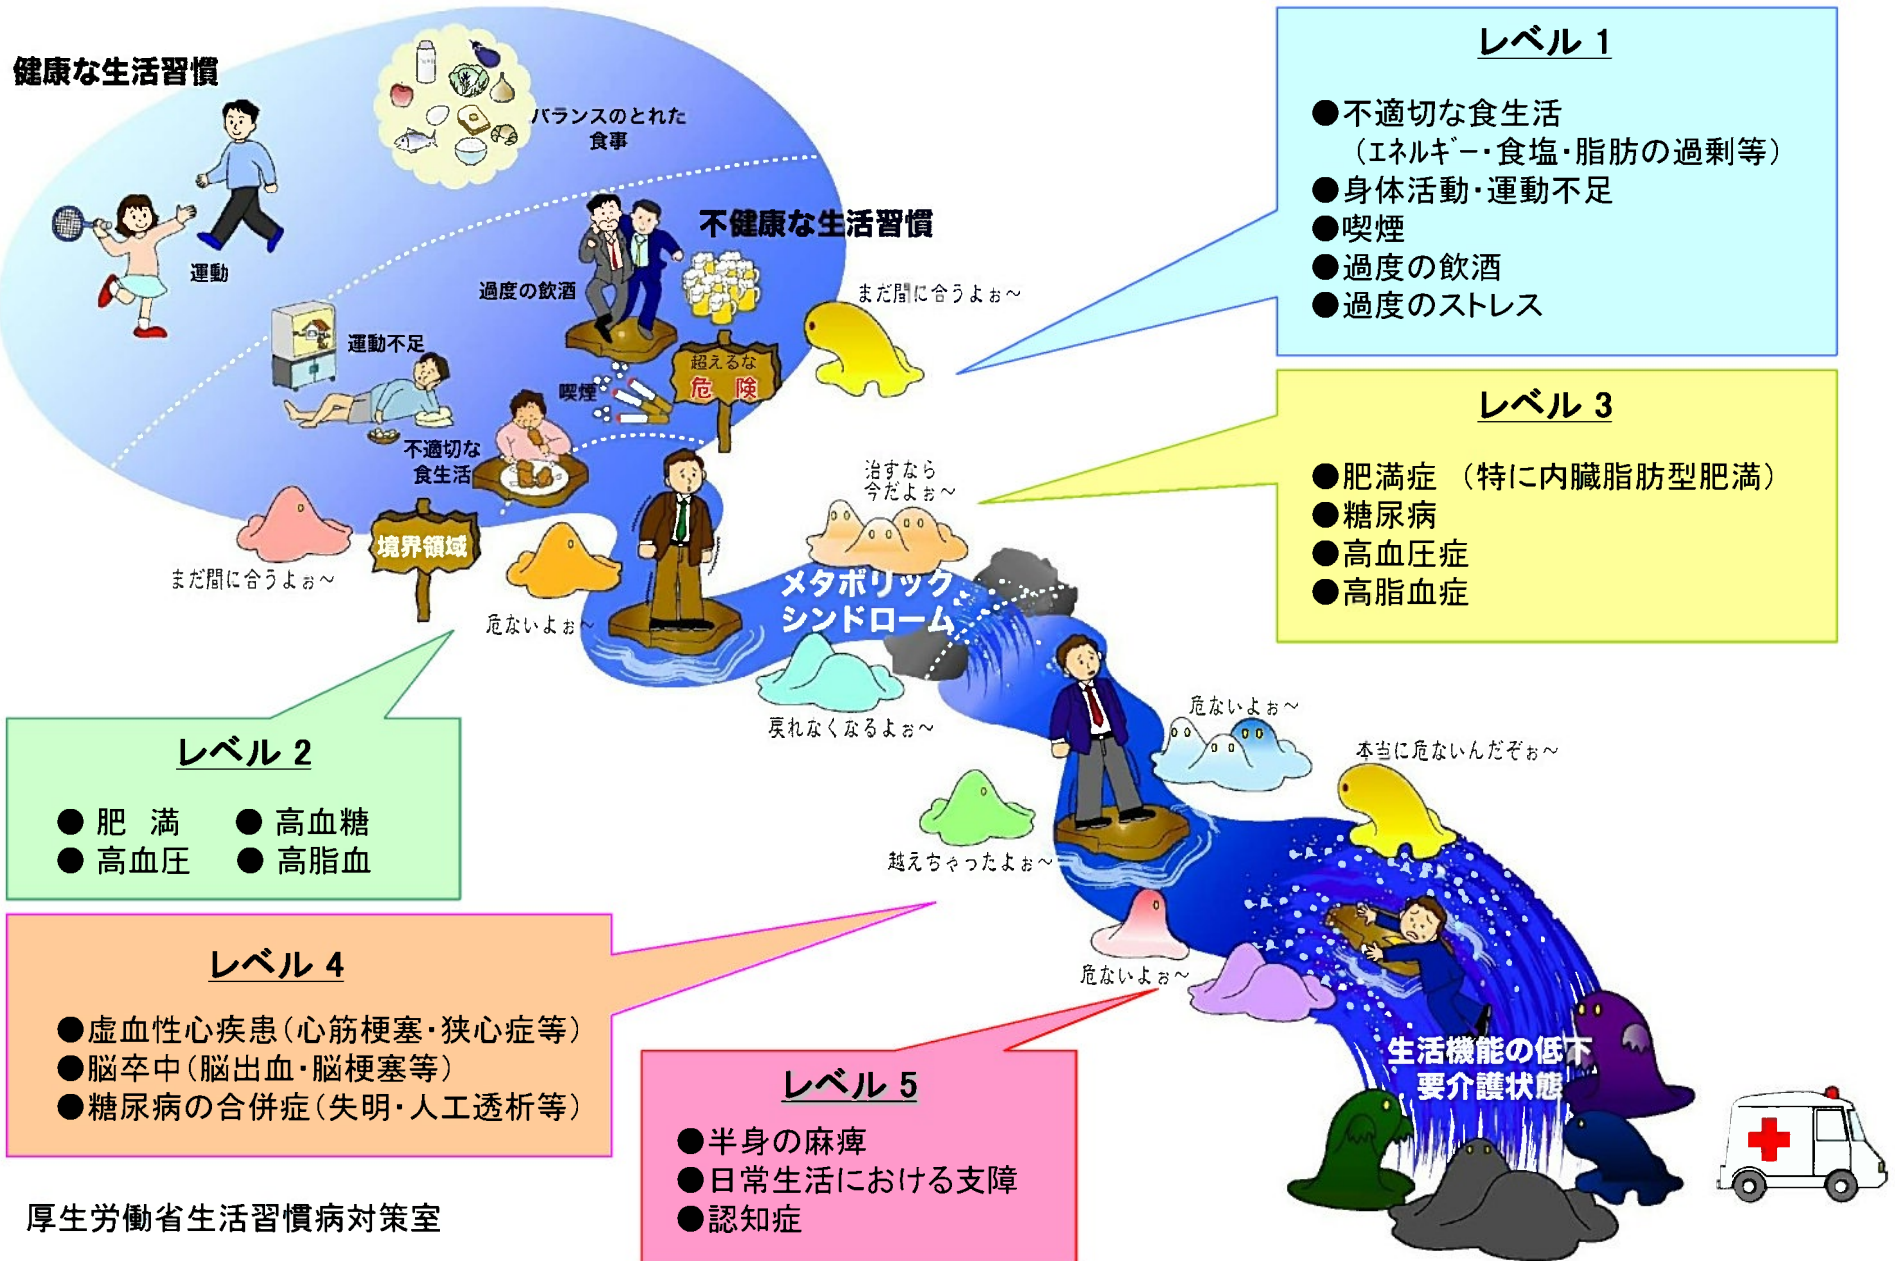 健康な生活習慣
バランスのとれた
食事
運動
不健康な生活習慣
過度の飲酒
まだ間に合うよぉ～
運動不足
超えるな
危 険
喫煙
不適切な
食生活
境界領域
まだ間に合うよぉ～
危ないよぉ～
治すなら
今だよぉ～
メタボリック
シンドローム
戻れなくなるよぉ～
危ないよぉ～
本当に危ないんだぞぉ～
越えちゃったよぉ～
危ないよぉ～
生活機能の低下
要介護状態
レベル 1
●不適切な食生活
（エネルギー・食塩・脂肪の過剰等）
●身体活動・運動不足
●喫煙
●過度の飲酒
●過度のストレス
レベル 2
● 肥 満 ● 高血糖
● 高血圧 ● 高脂血
レベル 3
●肥満症 （特に内臓脂肪型肥満）
●糖尿病
●高血圧症
●高脂血症
レベル 4
●虚血性心疾患（心筋梗塞・狭心症等）
●脳卒中（脳出血・脳梗塞等）
●糖尿病の合併症（失明・人工透析等）
レベル 5
●半身の麻痺
●日常生活における支障
●認知症
厚生労働省生活習慣病対策室